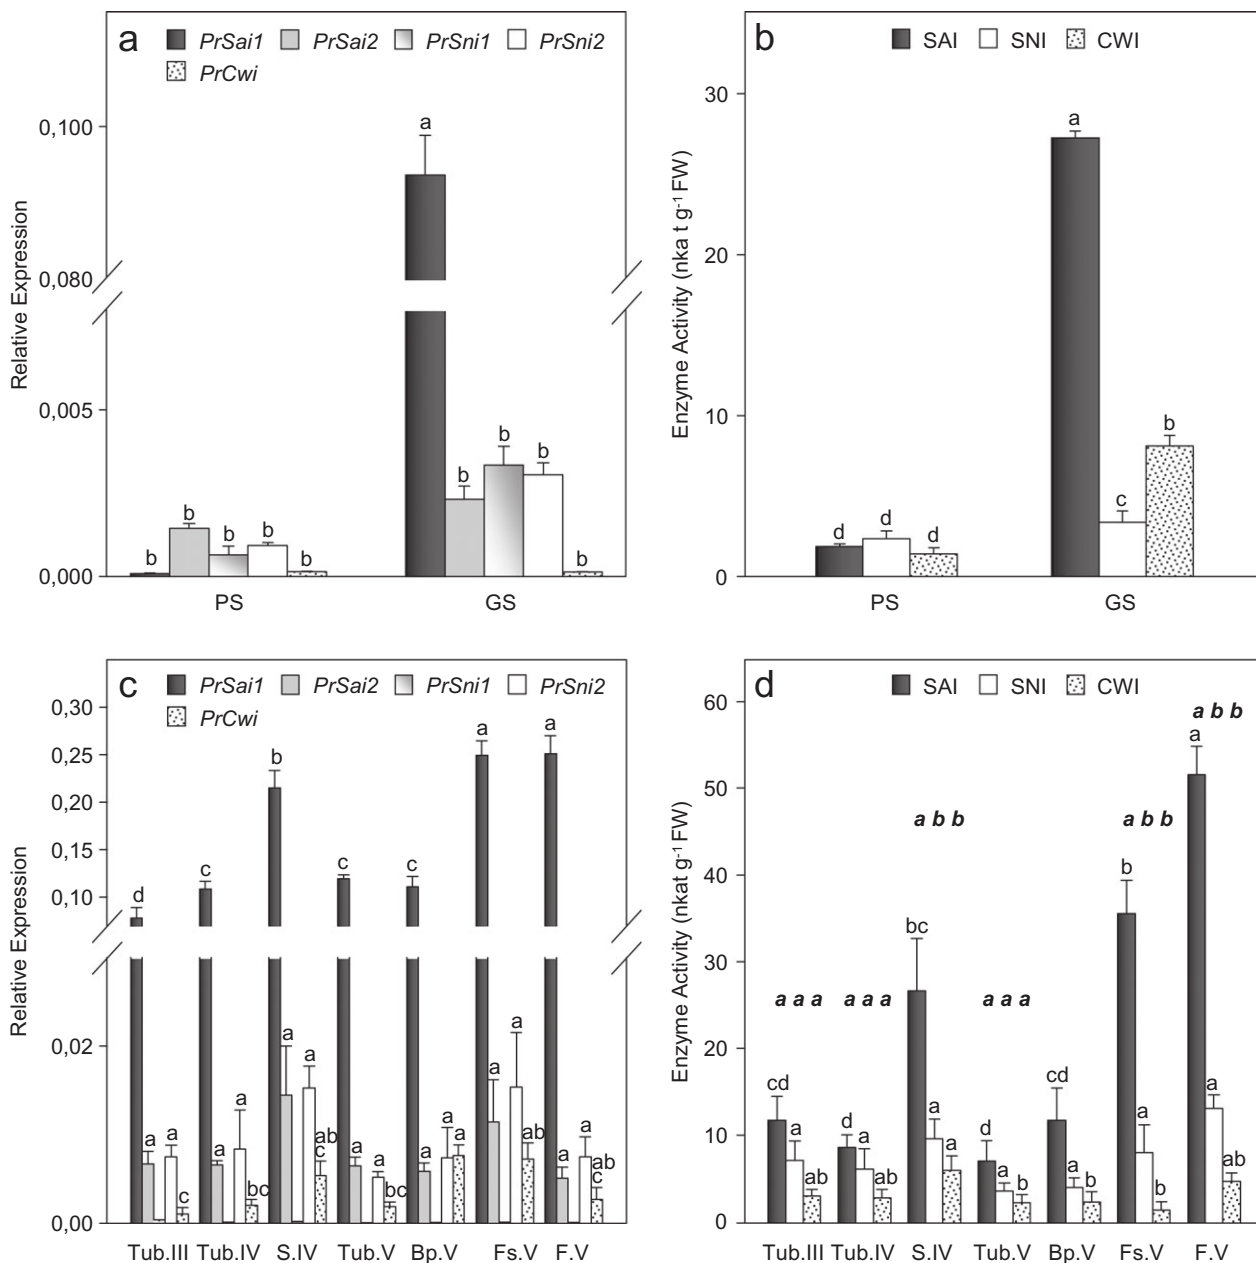 a PrSai1 PrSai2 PrSni1 PrSni2
PrCwi
0,100
0,080
0,005
0,000
Relative Expression
a
b b b b b
b b b b
PS GS
b SAI SNI CWI
30
20
10
0
Enzyme Activity (nka t g-1 FW)
a
b
c
d d d
PS GS
c PrSai1 PrSai2 PrSni1 PrSni2
PrCwi
0,30
0,25
0,20
0,15
0,10
0,02
0,00
Relative Expression
d c b c c a a
a a c
a a bc
a a ab
c
a a bc
a a a
a a ab
a a ab
c
Tub.III Tub.IV S.IV Tub.V Bp.V Fs.V F.V
d SAI SNI CWI
60
50
40
30
20
10
0
Enzyme Activity (nkat g-1 FW)
a b b
a b b a b b
a a a a a a a a a
cd a ab
d a ab
bc a a
d a b
cd a b
b a b
a a ab
Tub.III Tub.IV S.IV Tub.V Bp.V Fs.V F.V